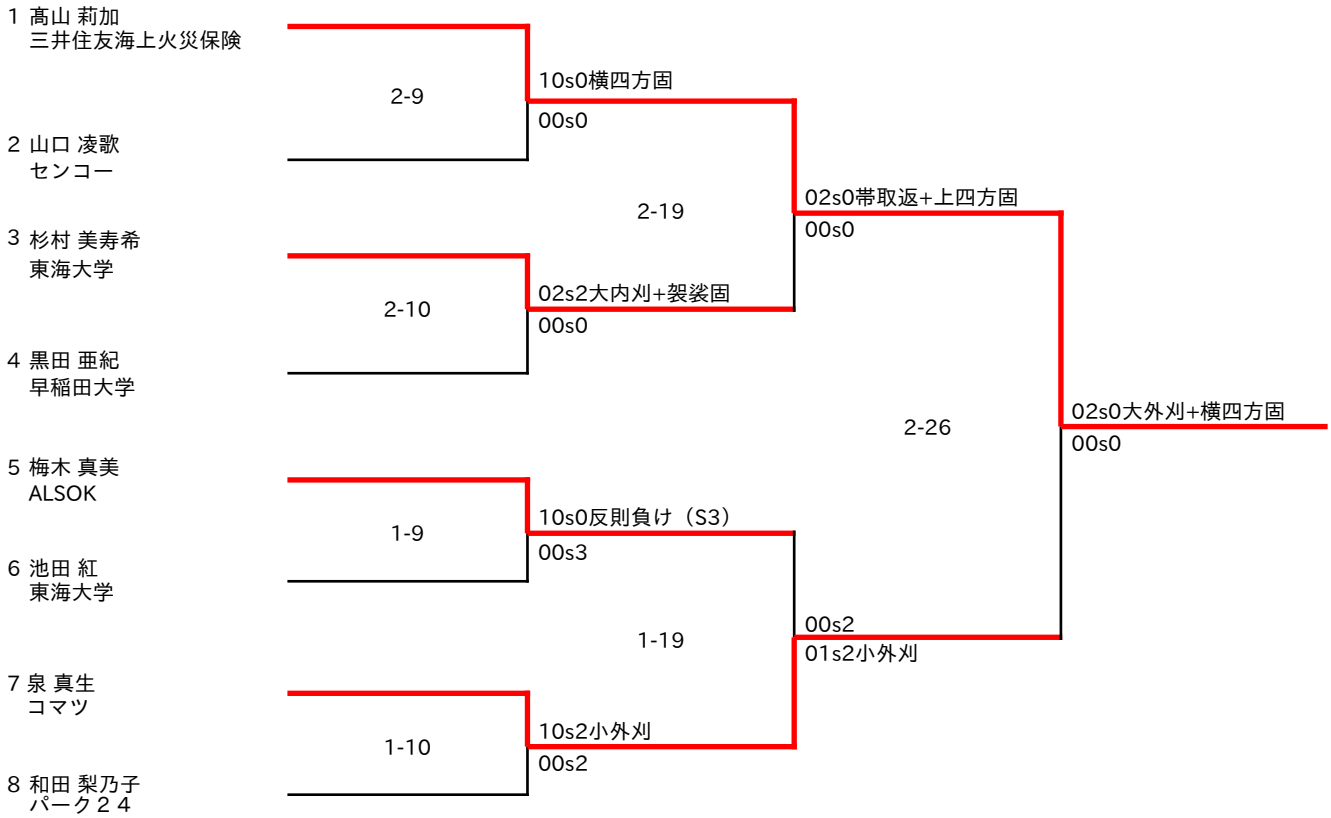 1 髙山 莉加
三井住友海上火災保険
10s0横四方固
2-9
00s0
2 山口 凌歌
センコー
02s0帯取返+上四方固
2-19
00s0
3 杉村 美寿希
東海大学
02s2大内刈+袈裟固
2-10
00s0
4 黒田 亜紀
早稲田大学
02s0大外刈+横四方固
2-26
00s0
5 梅木 真美
ALSOK
10s0反則負け（S3）
1-9
00s3
6 池田 紅
東海大学
00s2
1-19
01s2小外刈
7 泉 真生
コマツ
10s2小外刈
1-10
00s2
8 和田 梨乃子
パーク２４